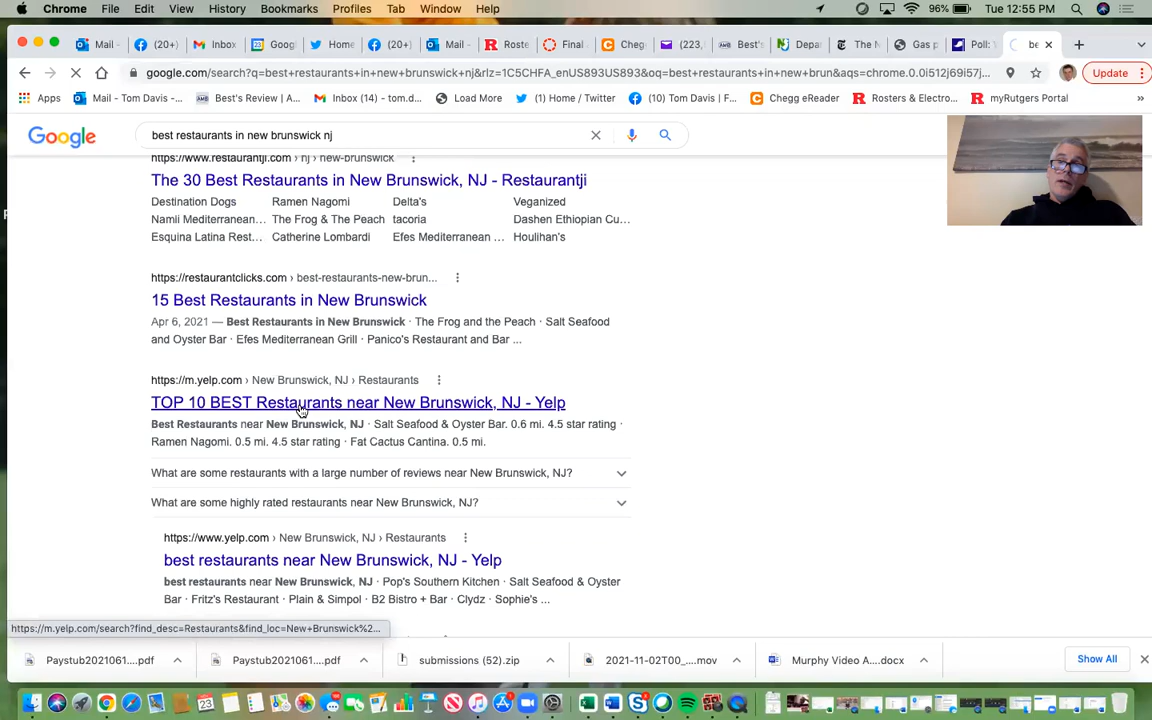 Chrome File Edit View History Bookmarks Profiles Tab Window Help 96% Tue 12:55 PM
Mail - (20+) Inbox Goog Twitter Home (20+) Mail - Roste Final Cheg (223, Best's Depar The N Gas p Poll: be
google.com/search?q=best+restaurants+in+new+brunswick+nj&rlz=1C5CHFA_enUS893US893&oq=best+restaurants+in+new+brun&aqs=chrome.0.0i512j69i57j... Update
Apps Mail - Tom Davis -... Best's Review | A... Inbox (14) - tom.d... Load More (1) Home / Twitter (10) Tom Davis | F... Chegg eReader Rosters & Electro... myRutgers Portal »
Google best restaurants in new brunswick nj
https://www.restaurantji.com › nj › new-brunswick
The 30 Best Restaurants in New Brunswick, NJ - Restaurantji
Destination Dogs Ramen Nagomi Delta's Veganized
Namii Mediterranean... The Frog & The Peach tacoria Dashen Ethiopian Cu...
Esquina Latina Rest... Catherine Lombardi Efes Mediterranean ... Houlihan's
https://restaurantclicks.com › best-restaurants-new-brun...
15 Best Restaurants in New Brunswick
Apr 6, 2021 — Best Restaurants in New Brunswick · The Frog and the Peach · Salt Seafood
and Oyster Bar · Efes Mediterranean Grill · Panico's Restaurant and Bar ...
https://m.yelp.com › New Brunswick, NJ › Restaurants
TOP 10 BEST Restaurants near New Brunswick, NJ - Yelp
Best Restaurants near New Brunswick, NJ · Salt Seafood & Oyster Bar. 0.6 mi. 4.5 star rating ·
Ramen Nagomi. 0.5 mi. 4.5 star rating · Fat Cactus Cantina. 0.5 mi.
What are some restaurants with a large number of reviews near New Brunswick, NJ?
What are some highly rated restaurants near New Brunswick, NJ?
https://www.yelp.com › New Brunswick, NJ › Restaurants
best restaurants near New Brunswick, NJ - Yelp
best restaurants near New Brunswick, NJ · Pop's Southern Kitchen · Salt Seafood & Oyster
Bar · Fritz's Restaurant · Plain & Simpol · B2 Bistro + Bar · Clydz · Sophie's ...
https://m.yelp.com/search?find_desc=Restaurants&find_loc=New+Brunswick%2...
Paystub2021061....pdf Paystub2021061....pdf submissions (52).zip 2021-11-02T00_....mov Murphy Video A....docx Show All